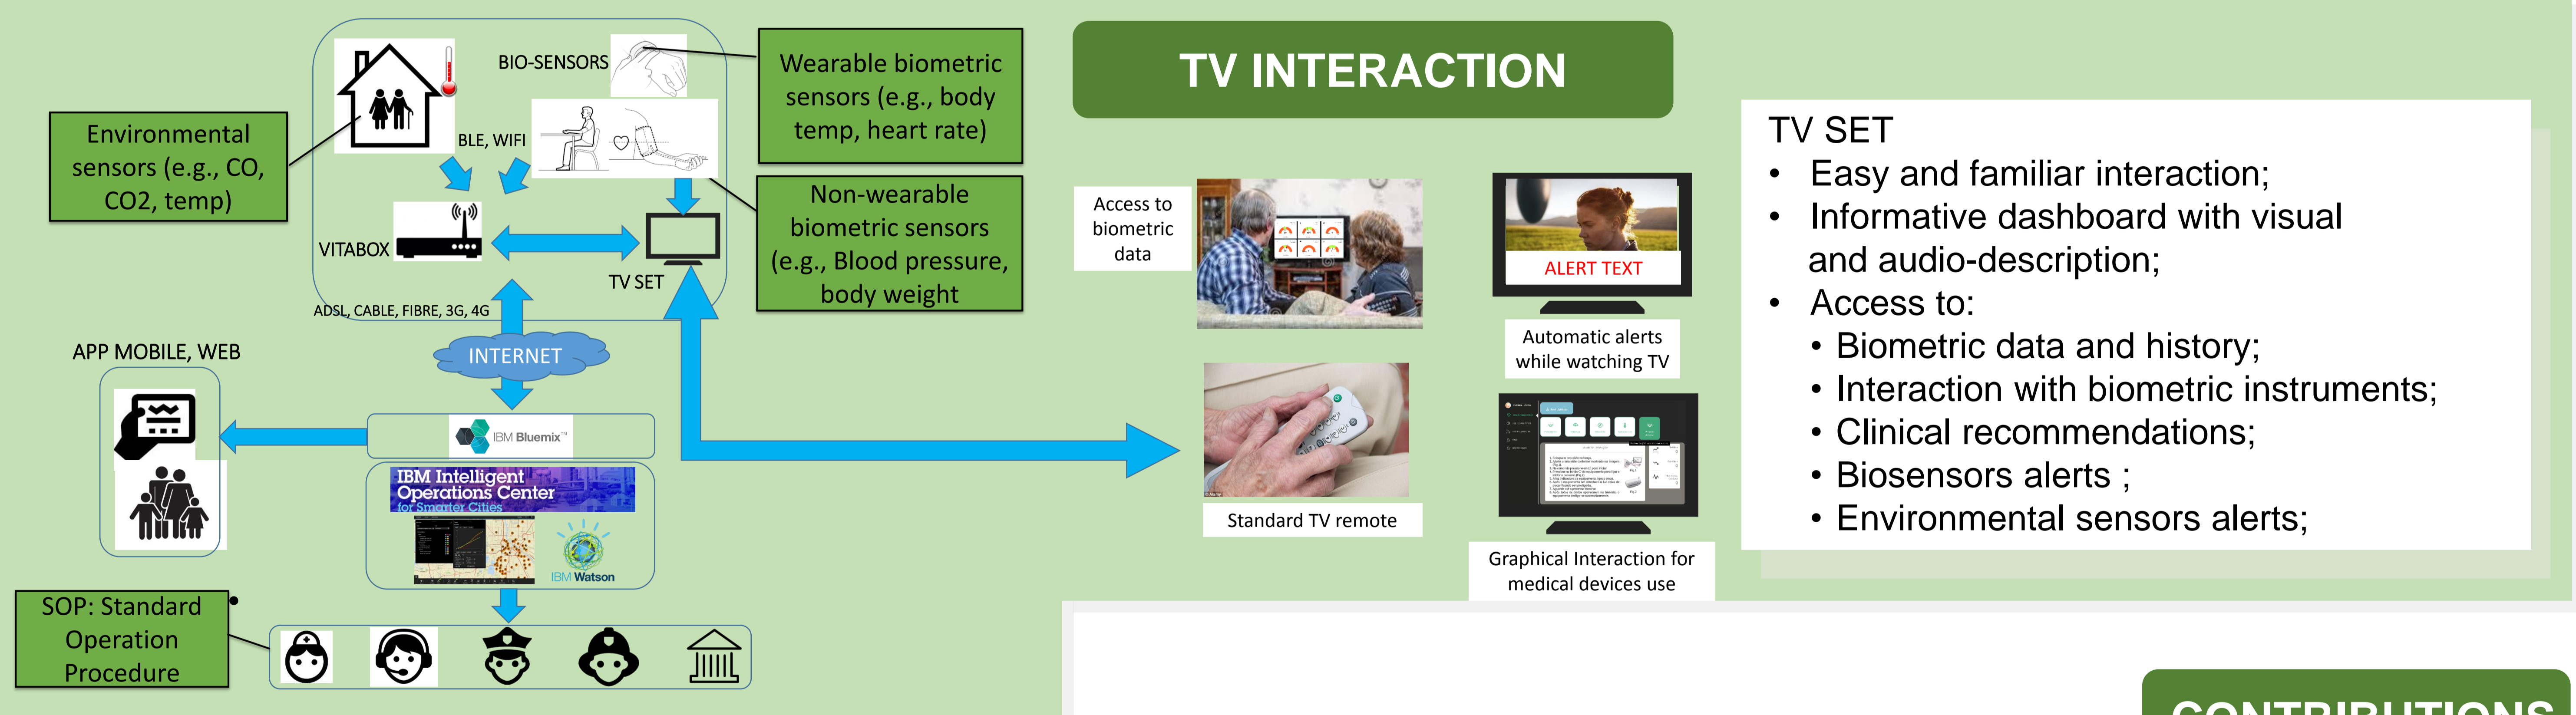 BIO-SENSORS
Wearable biometric
sensors (e.g., body
temp, heart rate)
Environmental
sensors (e.g., CO,
CO2, temp)
BLE, WIFI
Non-wearable
biometric sensors
(e.g., Blood pressure,
body weight
VITABOX
TV SET
ADSL, CABLE, FIBRE, 3G, 4G
INTERNET
APP MOBILE, WEB
IBM Bluemix™
IBM Intelligent
Operations Center
for Smarter Cities
IBM Watson
SOP: Standard
Operation
Procedure
TV INTERACTION
Access to
biometric
data
ALERT TEXT
Automatic alerts
while watching TV
Standard TV remote
Graphical Interaction for
medical devices use
TV SET
• Easy and familiar interaction;
• Informative dashboard with visual
and audio-description;
• Access to:
• Biometric data and history;
• Interaction with biometric instruments;
• Clinical recommendations;
• Biosensors alerts ;
• Environmental sensors alerts;
CONTRIBUTIONS